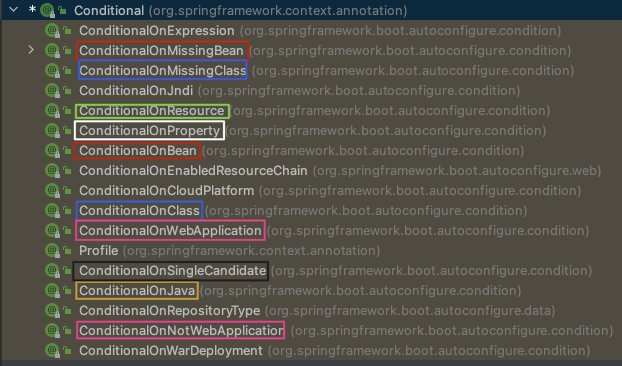 * Conditional (org.springframework.context.annotation)
ConditionalOnExpression (org.springframework.boot.autoconfigure.condition)
ConditionalOnMissingBean (org.springframework.boot.autoconfigure.condition)
ConditionalOnMissingClass (org.springframework.boot.autoconfigure.condition)
ConditionalOnJndi (org.springframework.boot.autoconfigure.condition)
ConditionalOnResource (org.springframework.boot.autoconfigure.condition)
ConditionalOnProperty (org.springframework.boot.autoconfigure.condition)
ConditionalOnBean (org.springframework.boot.autoconfigure.condition)
ConditionalOnEnabledResourceChain (org.springframework.boot.autoconfigure.web)
ConditionalOnCloudPlatform (org.springframework.boot.autoconfigure.condition)
ConditionalOnClass (org.springframework.boot.autoconfigure.condition)
ConditionalOnWebApplication (org.springframework.boot.autoconfigure.condition)
Profile (org.springframework.context.annotation)
ConditionalOnSingleCandidate (org.springframework.boot.autoconfigure.condition)
ConditionalOnJava (org.springframework.boot.autoconfigure.condition)
ConditionalOnRepositoryType (org.springframework.boot.autoconfigure.data)
ConditionalOnNotWebApplication (org.springframework.boot.autoconfigure.condition)
ConditionalOnWarDeployment (org.springframework.boot.autoconfigure.condition)